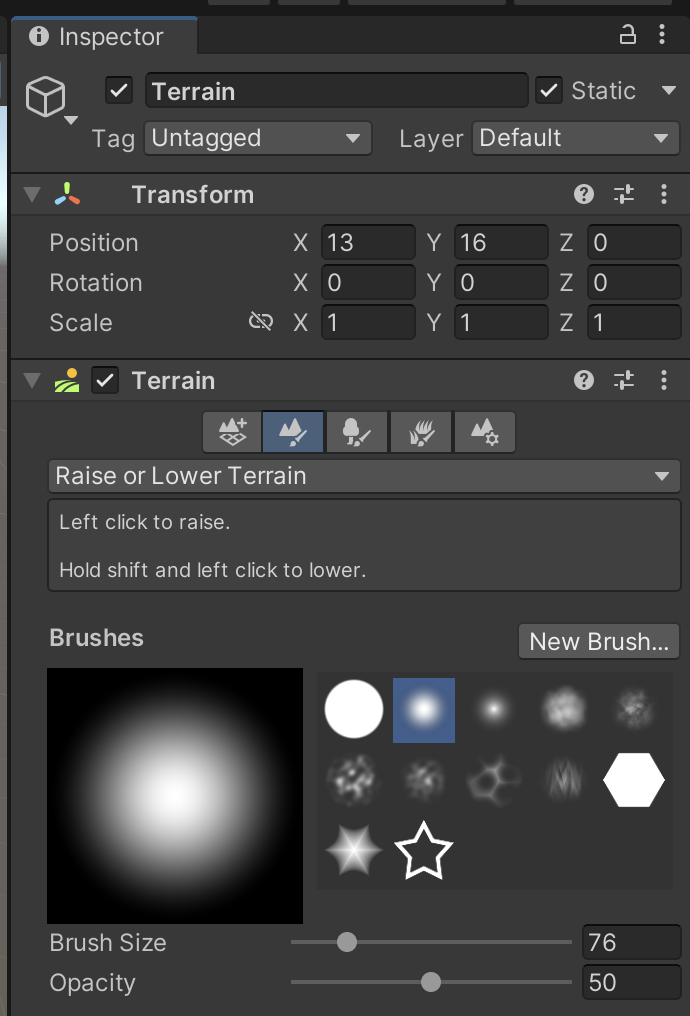 Inspector
Terrain Static
Tag Untagged Layer Default
Transform
Position X 13 Y 16 Z 0
Rotation X 0 Y 0 Z 0
Scale X 1 Y 1 Z 1
Terrain
Raise or Lower Terrain
Left click to raise.
Hold shift and left click to lower.
Brushes New Brush...
Brush Size 76
Opacity 50